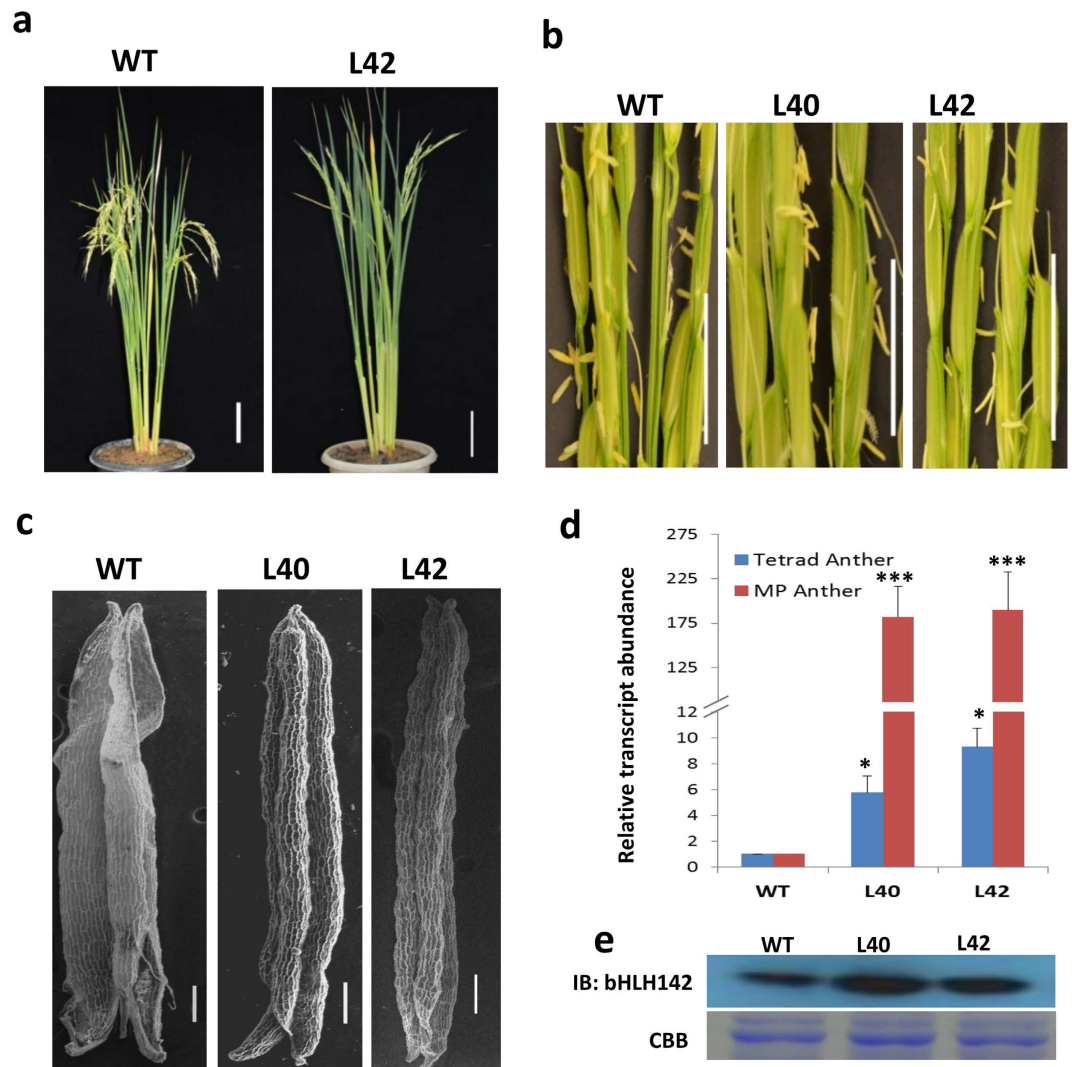 a
WT L42
b
WT L40 L42
c
WT L40 L42
d
Relative transcript abundance
275
225
175
125
12
10
8
6
4
2
0
Tetrad Anther
MP Anther
*** ***
* *
WT L40 L42
e
WT L40 L42
IB: bHLH142
CBB